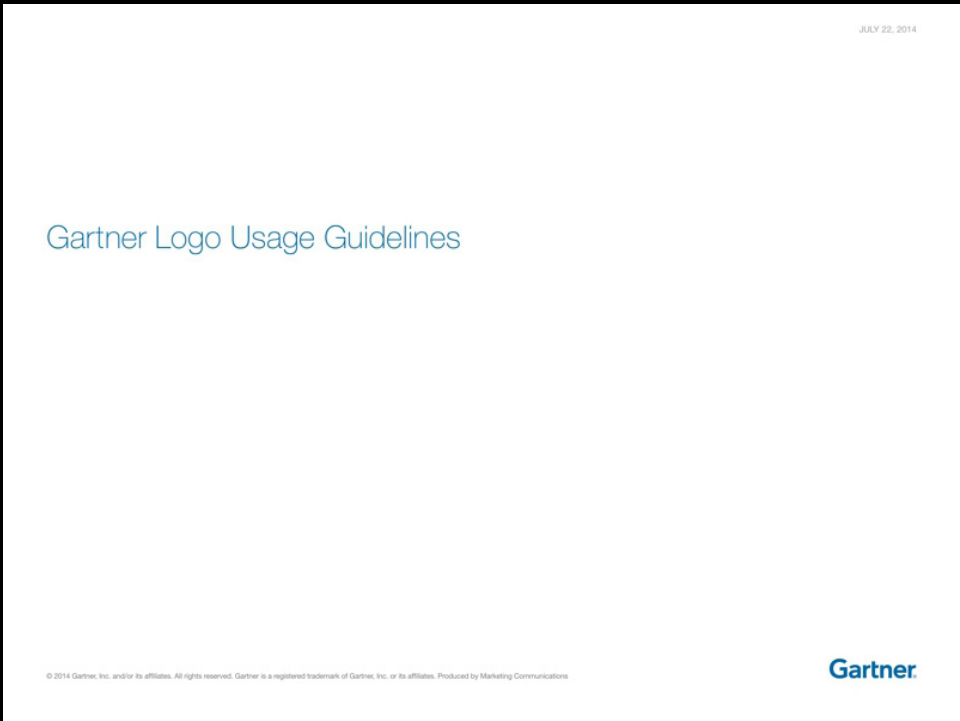 JULY 22, 2014
Gartner Logo Usage Guidelines
© 2014 Gartner, Inc. and/or its affiliates. All rights reserved. Gartner is a registered trademark of Gartner, Inc. or its affiliates. Produced by Marketing Communications
Gartner.